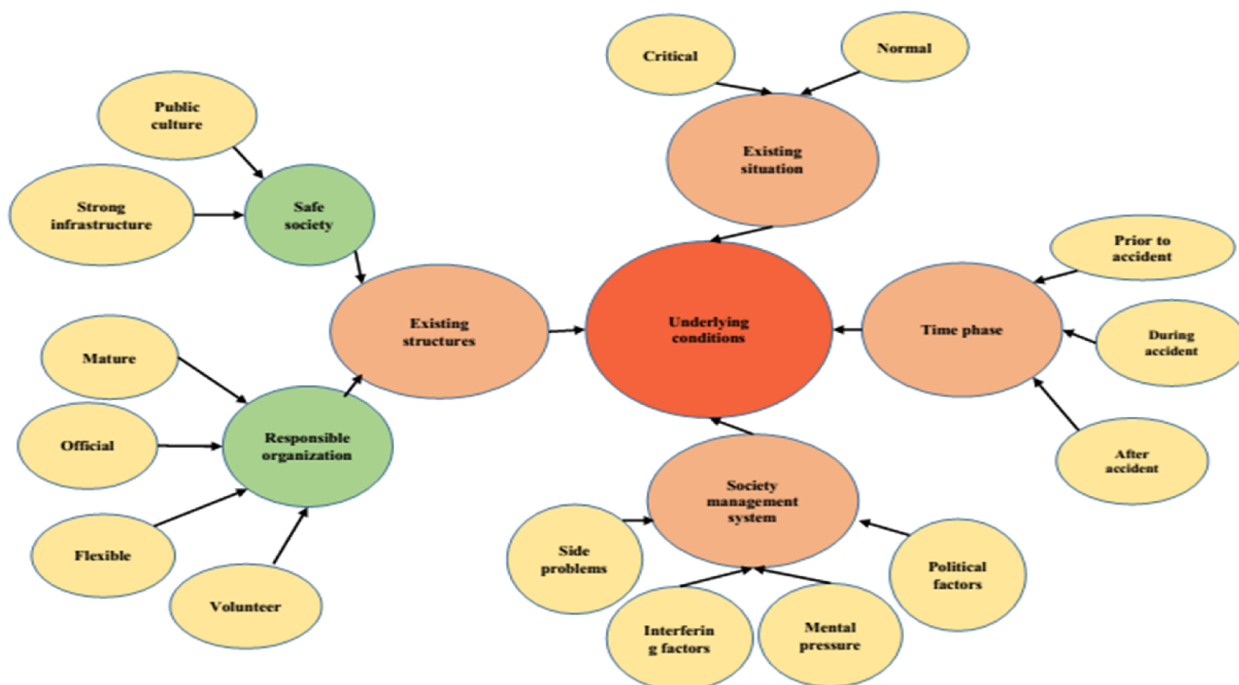 Critical
Normal
Public
culture
Existing
situation
Strong
infrastructure
Safe
society
Prior to
accident
Existing
structures
Underlying
conditions
Time phase
During
accident
Mature
Official
Responsible
organization
After
accident
Society
management
system
Flexible
Side
problems
Political
factors
Volunteer
Interferin
g factors
Mental
pressure